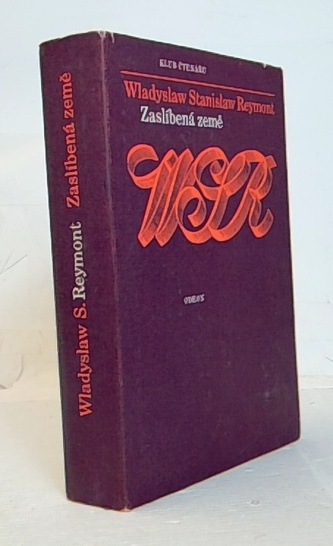 KLUB ČTENÁŘŮ
Wladyslaw Stanislaw Reymont
Zaslíbená země
WSR
ODEON
Wladyslaw S. Reymont Zaslíbená země